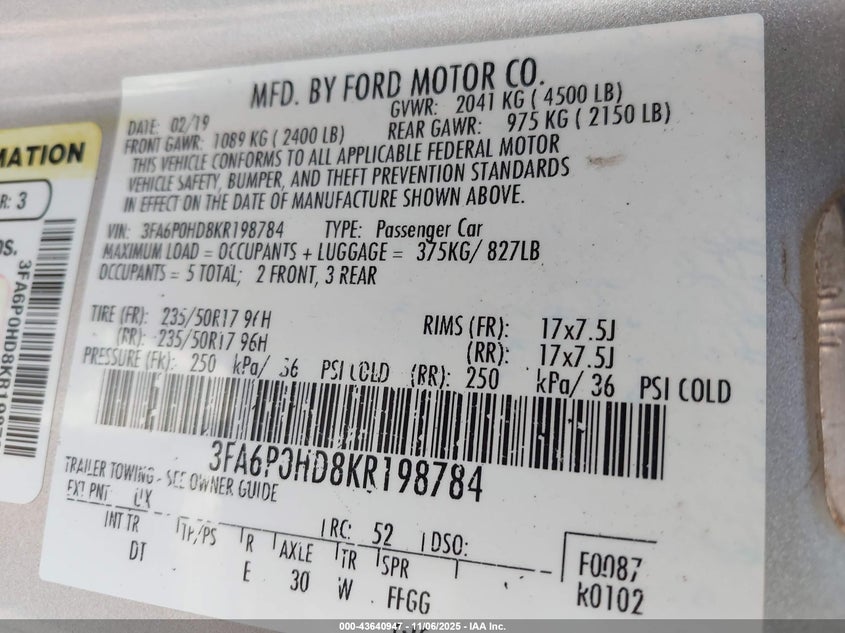 MATION
R: 3
OS.
3FA6P0HD8KR198
MFD. BY FORD MOTOR CO.
DATE: 02/19 GVWR: 2041 KG ( 4500 LB)
FRONT GAWR: 1089 KG ( 2400 LB) REAR GAWR: 975 KG ( 2150 LB)
THIS VEHICLE CONFORMS TO ALL APPLICABLE FEDERAL MOTOR
VEHICLE SAFETY, BUMPER, AND THEFT PREVENTION STANDARDS
IN EFFECT ON THE DATE OF MANUFACTURE SHOWN ABOVE.
VIN: 3FA6P0HD8KR198784 TYPE: Passenger Car
MAXIMUM LOAD = OCCUPANTS + LUGGAGE = 375KG/ 827LB
OCCUPANTS = 5 TOTAL; 2 FRONT, 3 REAR
TIRE (FR): 235/50R17 96H RIMS (FR): 17x7.5J
(RR): 235/50R17 96H (RR): 17x7.5J
PRESSURE (FR): 250 kPa/ 36 PSI COLD (RR): 250 kPa/ 36 PSI COLD
3FA6P0HD8KR198784
TRAILER TOWING - SEE OWNER GUIDE
EXT PNT: UX RC: 52 DSO:
INT TR TP/PS R AXLE TR SPR F0087
DT E 30 W FFGG K0102
000-43640947 - 11/06/2025 - IAA Inc.